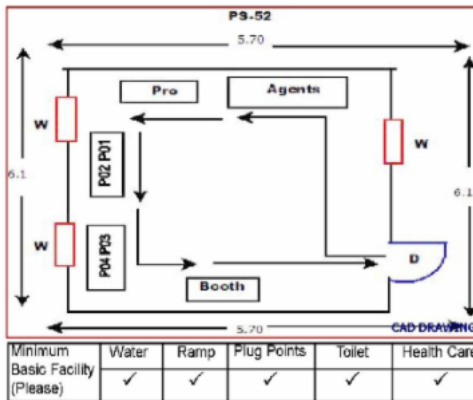 PS-52
5.70
Pro
Agents
W
W
P02 P01
6.1
6.1
W
P04 P03
D
Booth
CAD DRAWING
5.70
Minimum Basic Facility (Please)
Water
Ramp
Plug Points
Toilet
Health Care
✓ ✓ ✓ ✓ ✓